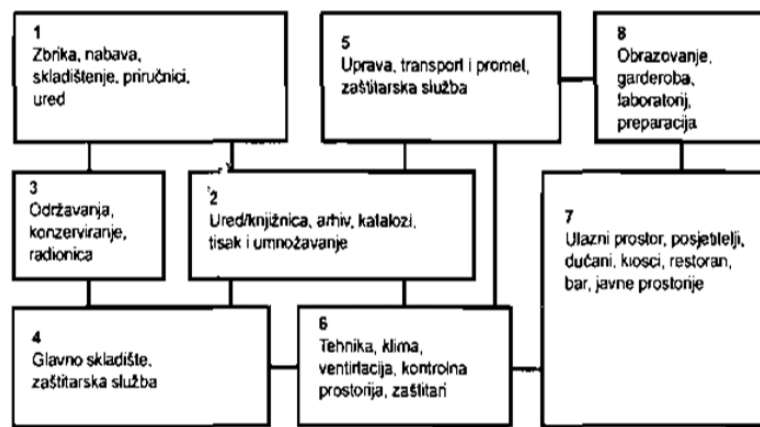 1
Zbrika, nabava,
skladištenje, priručnici,
ured
5
Uprava, transport i promet,
zaštitarska služba
8
Obrazovanje,
garderoba,
laboratorij,
preparacija
3
Održavanja,
konzerviranje,
radionica
2
Ured/knjižnica, arhiv, katalozi,
tisak i umnožavanje
7
Ulazni prostor, posjetitelji,
dućani, kiosci, restoran,
bar, javne prostorije
4
Glavno skladište,
zaštitarska služba
6
Tehnika, klima,
ventirlacija, kontrolna
prostorija, zaštitari